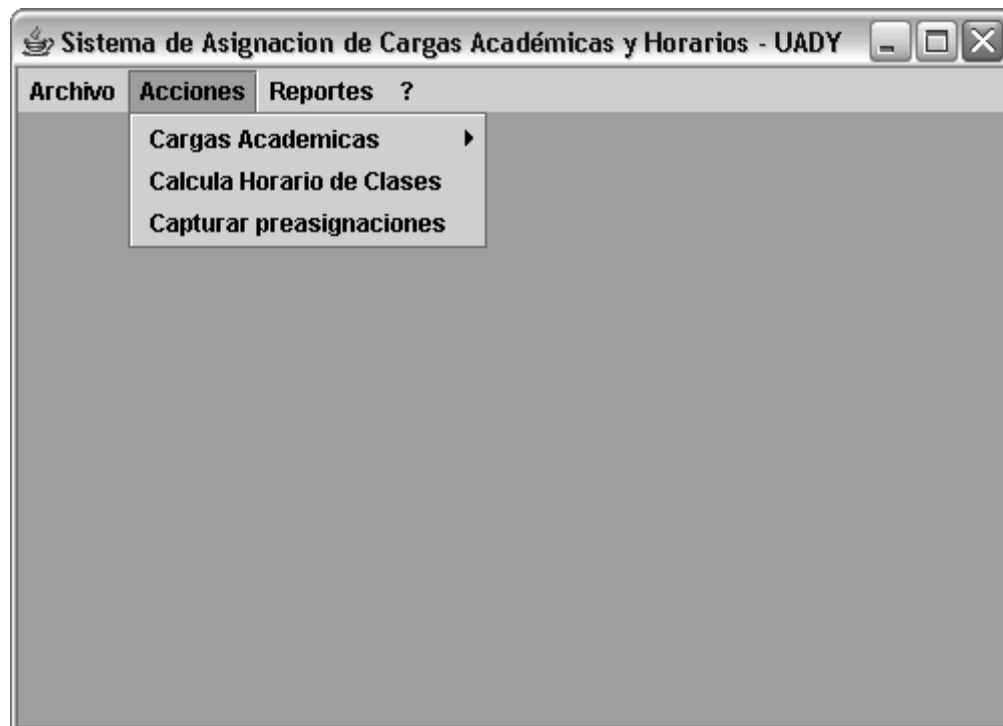 Sistema de Asignacion de Cargas Académicas y Horarios - UADY
Archivo Acciones Reportes ?
Cargas Academicas
Calcula Horario de Clases
Capturar preasignaciones